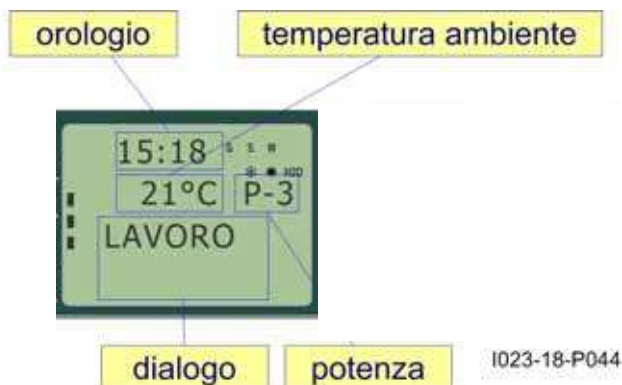 orologio
temperatura ambiente
15:18
21°C
P-3
LAVORO
dialogo
potenza
I023-18-P044